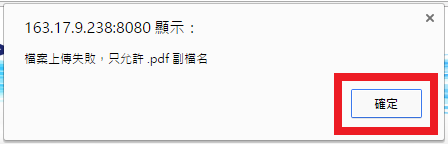 163.17.9.238:8080 顯示：
檔案上傳失敗，只允許 .pdf 副檔名
確定